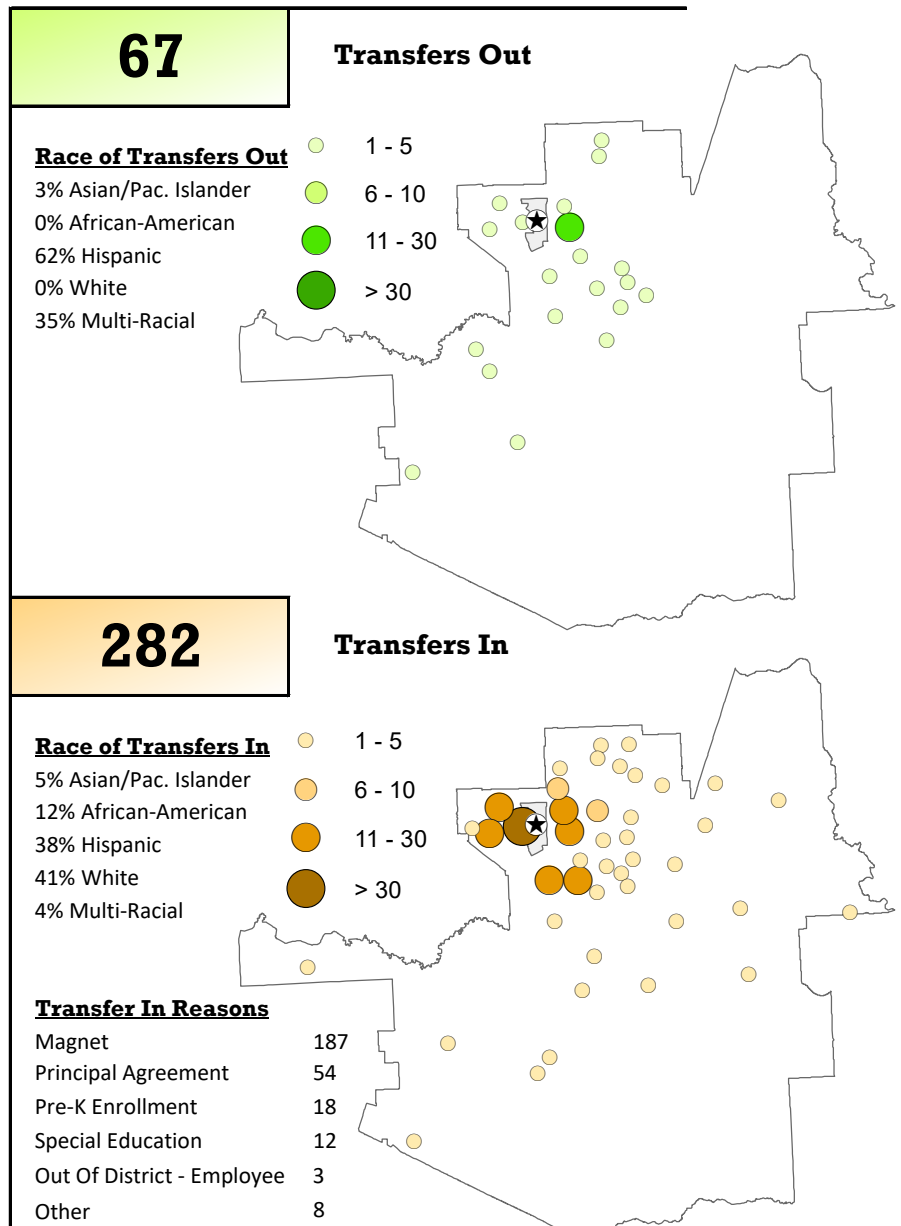 67
Transfers Out
Race of Transfers Out
3% Asian/Pac. Islander
0% African-American
62% Hispanic
0% White
35% Multi-Racial
1 - 5
6 - 10
11 - 30
> 30
282
Transfers In
Race of Transfers In
5% Asian/Pac. Islander
12% African-American
38% Hispanic
41% White
4% Multi-Racial
1 - 5
6 - 10
11 - 30
> 30
Transfer In Reasons
Magnet 187
Principal Agreement 54
Pre-K Enrollment 18
Special Education 12
Out Of District - Employee 3
Other 8